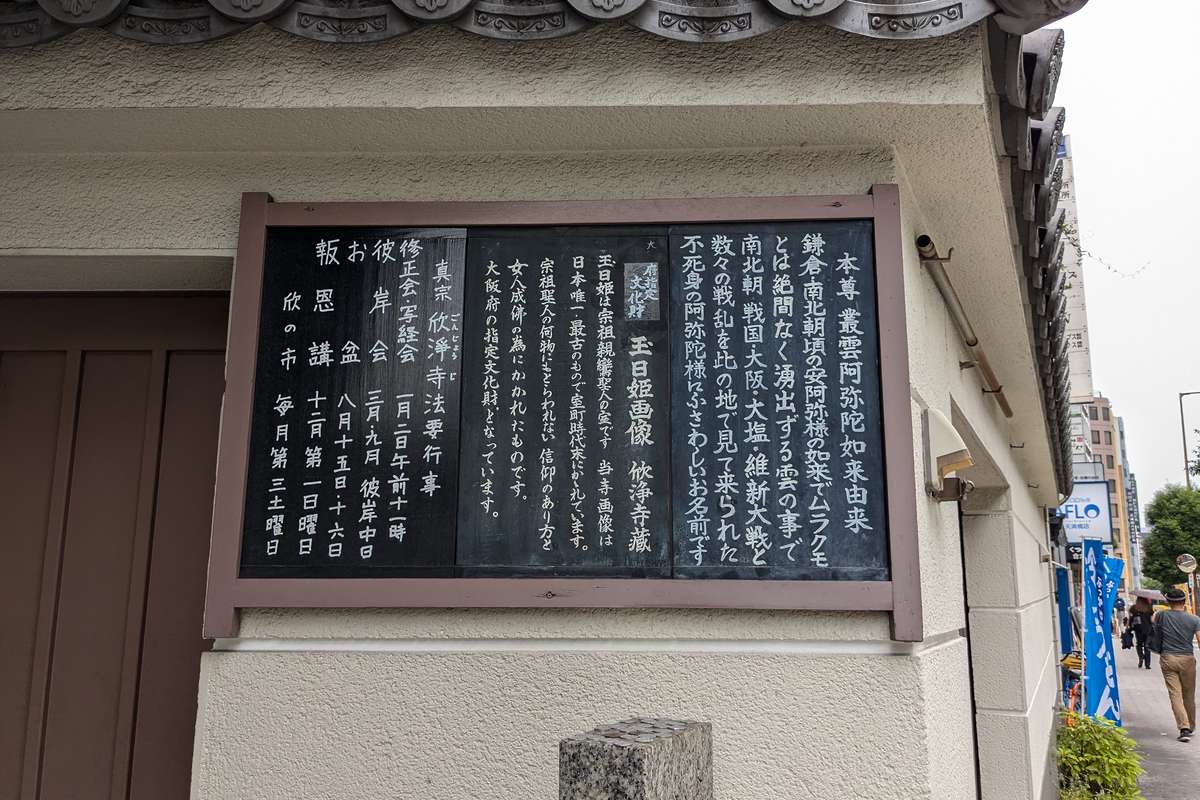 本尊・叢雲阿弥陀如来由来
鎌倉・南北朝頃の安阿弥様の如来でムラクモ
とは絶間なく湧出ずる雲の事で
南北朝・戦国・大阪・大塩・維新大戦と
数々の戦乱を此の地で見て来られた
不死身の阿弥陀様にふさわしいお名前です
大
府指定
文化財
玉日姫画像 欣浄寺蔵
玉日姫は宗祖親鸞聖人の室です 当寺画像は
日本唯一・最古のもので室町時代末にかかれています。
宗祖聖人の何物にもとらわれない信仰のあり方を
女人成佛の為にかかれたものです。
大阪府の指定文化財となっています。
真宗・欣浄寺法要行事
ごんじょうじ
修正会・写経会 一月二日午前十一時
彼岸会 三月・九月 彼岸中日
お盆 八月十五日・十六日
報恩講 十二月第一日曜日
欣の市 毎月第三土曜日
AFLO
天満橋店